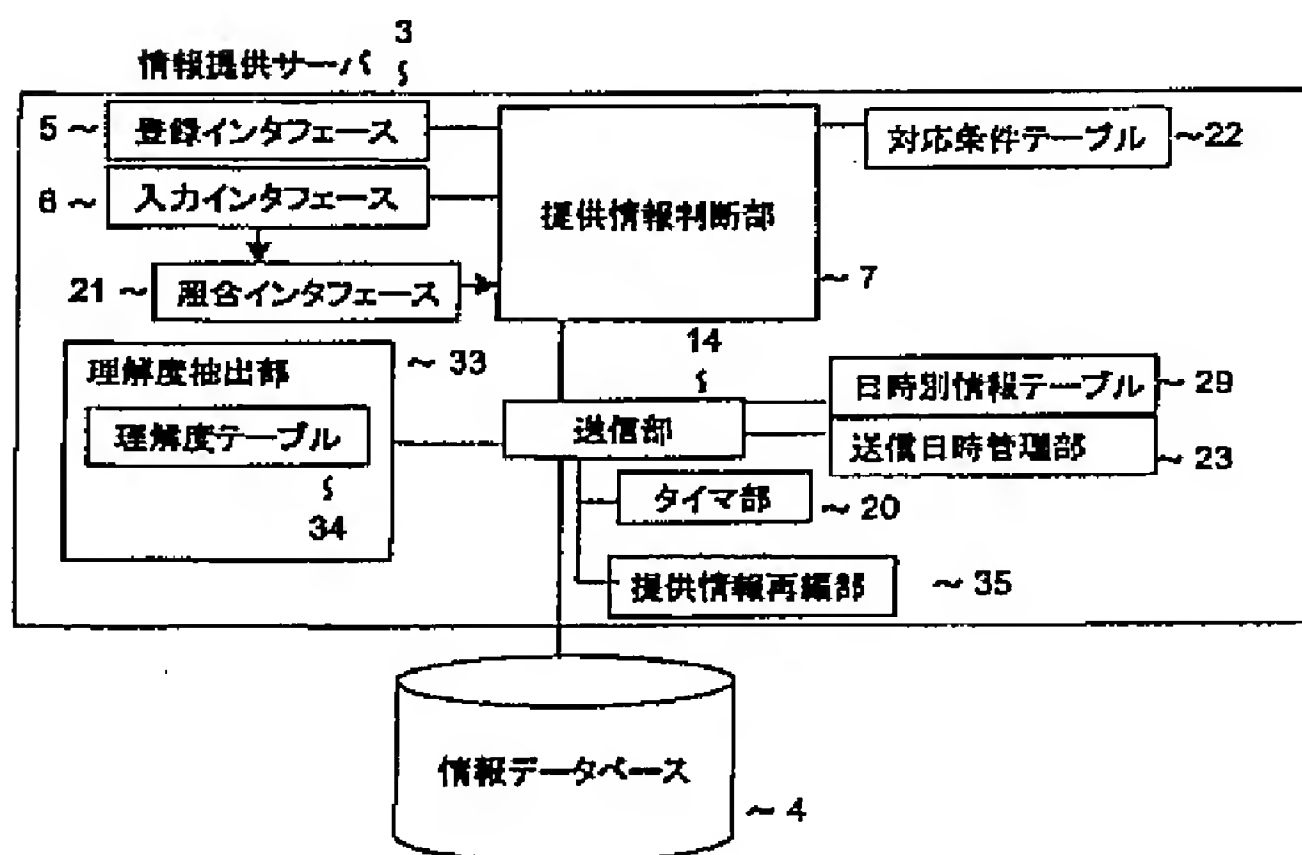 3
情報提供サーバ
5 ～ 登録インタフェース
対応条件テーブル ～22
6 ～ 入力インタフェース
提供情報判断部
～ 7
21 ～ 照合インタフェース
14
理解度抽出部 ～ 33
日時別情報テーブル ～ 29
理解度テーブル
送信部
送信日時管理部 ～ 23
34
タイマ部 ～ 20
提供情報再編部 ～ 35
情報データベース
～ 4